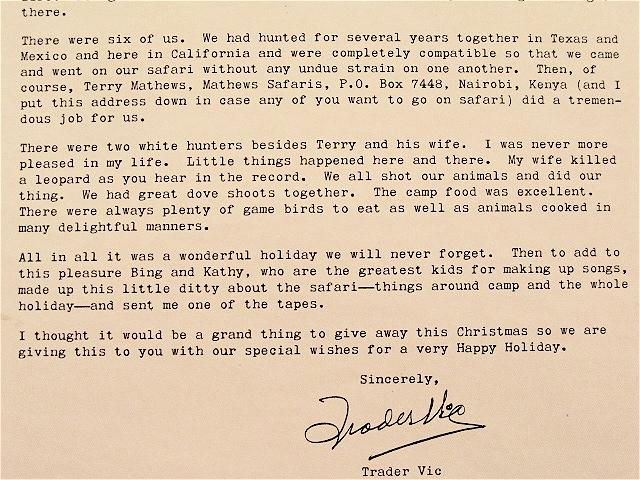 there.
There were six of us. We had hunted for several years together in Texas and
Mexico and here in California and were completely compatible so that we came
and went on our safari without any undue strain on one another. Then, of
course, Terry Mathews, Mathews Safaris, P.O. Box 7448, Nairobi, Kenya (and I
put this address down in case any of you want to go on safari) did a tremen-
dous job for us.
There were two white hunters besides Terry and his wife. I was never more
pleased in my life. Little things happened here and there. My wife killed
a leopard as you hear in the record. We all shot our animals and did our
thing. We had great dove shoots together. The camp food was excellent.
There were always plenty of game birds to eat as well as animals cooked in
many delightful manners.
All in all it was a wonderful holiday we will never forget. Then to add to
this pleasure Bing and Kathy, who are the greatest kids for making up songs,
made up this little ditty about the safari—things around camp and the whole
holiday—and sent me one of the tapes.
I thought it would be a grand thing to give away this Christmas so we are
giving this to you with our special wishes for a very Happy Holiday.
Sincerely,
Trader Vic
Trader Vic